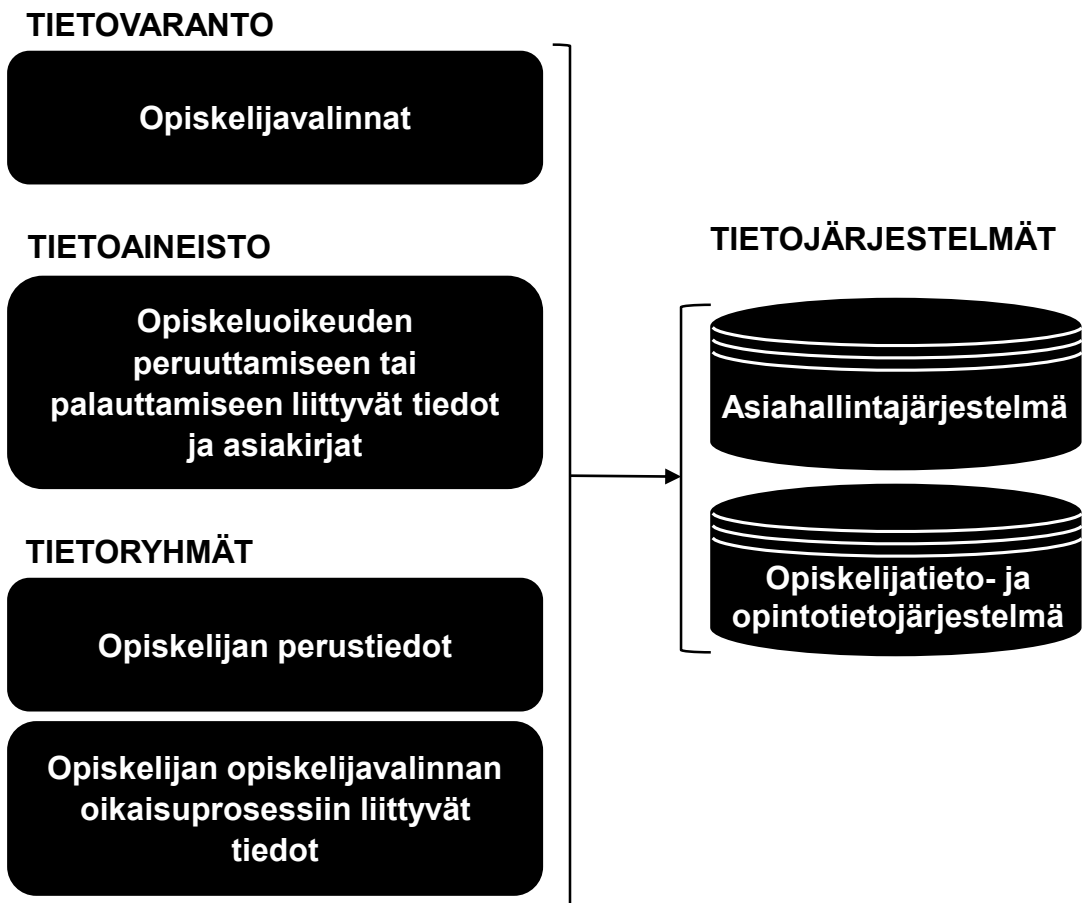 TIETOVARANTO
Opiskelijavalinnat
TIETOAINEISTO
Opiskeluoikeuden
peruuttamiseen tai
palauttamiseen liittyvät tiedot
ja asiakirjat
TIETORYHMÄT
Opiskelijan perustiedot
Opiskelijan opiskelijavalinnan
oikaisuprosessiin liittyvät
tiedot
TIETOJÄRJESTELMÄT
Asiahallintajärjestelmä
Opiskelijatieto- ja
opintotietojärjestelmä